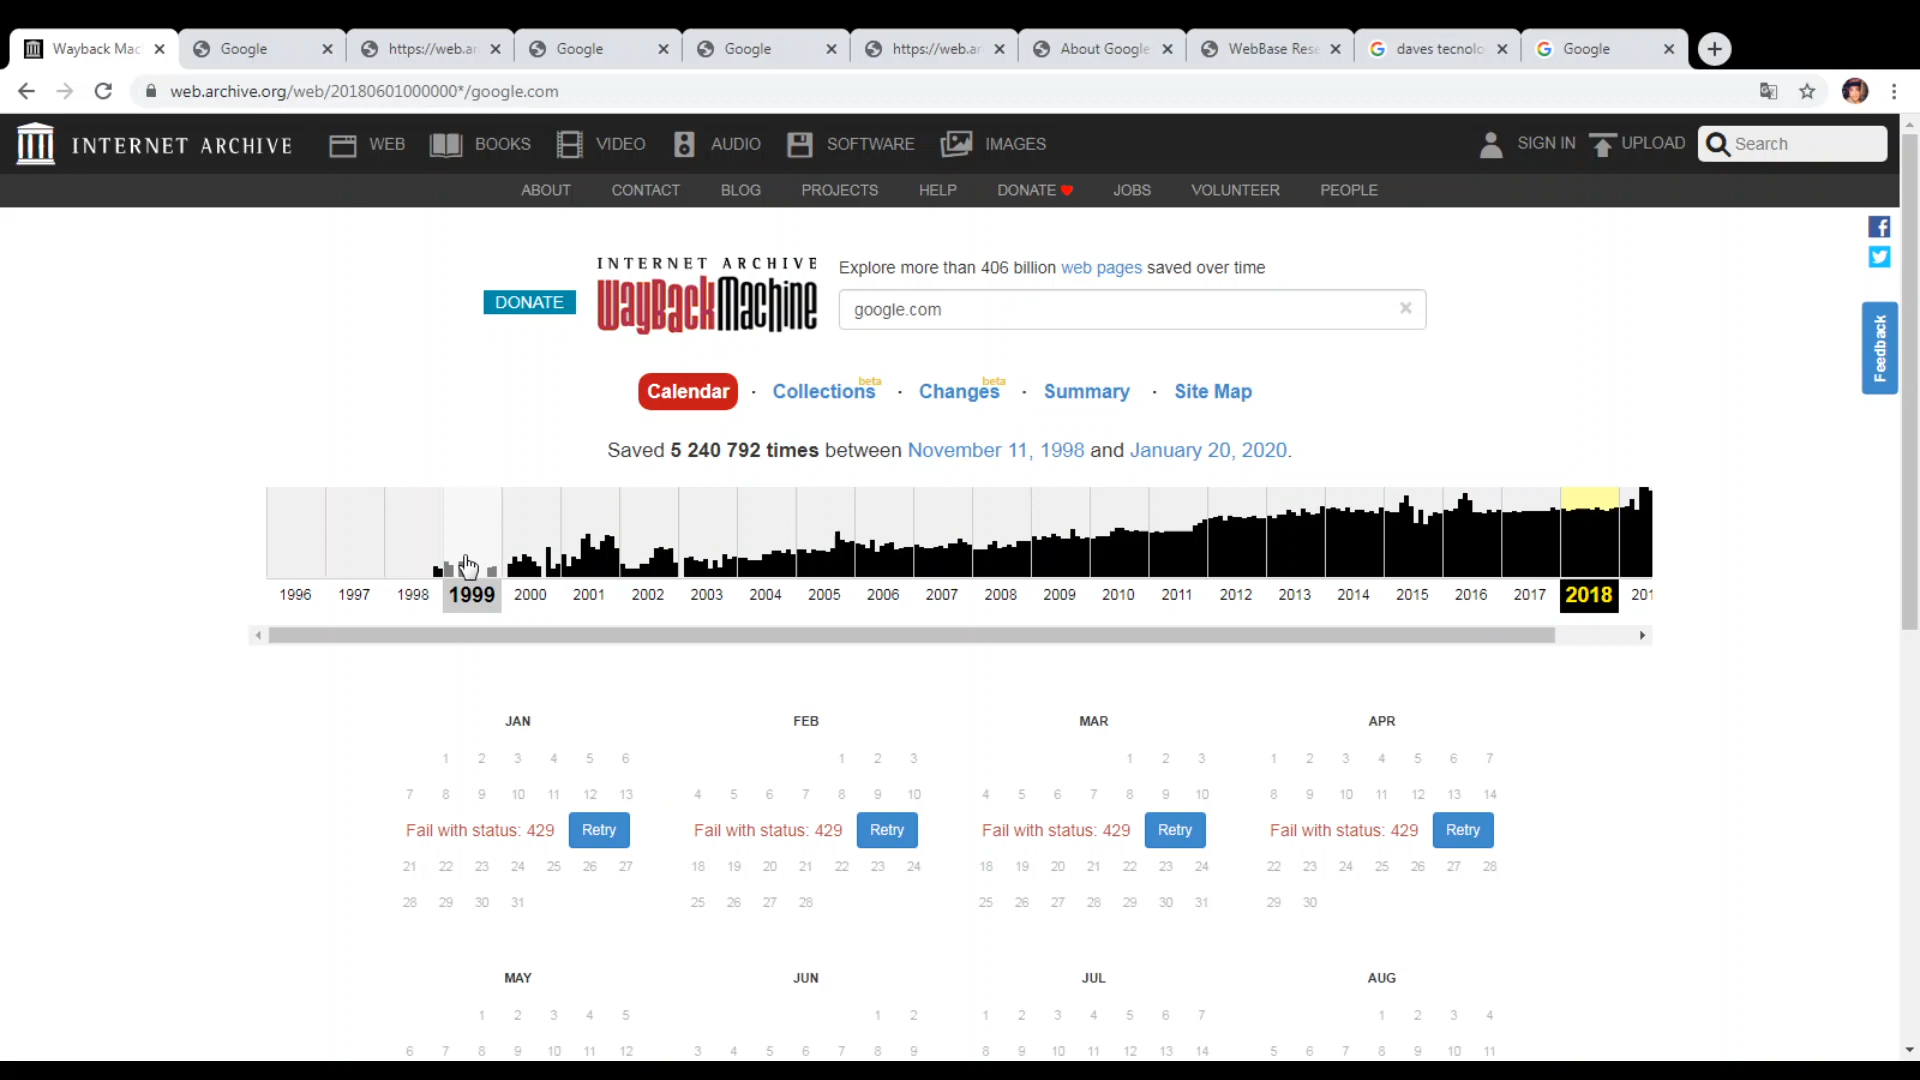 Wayback Mac Google https://web.a Google Google https://web.a About Google WebBase Rese daves tecnolo Google
web.archive.org/web/20180601000000*/google.com
INTERNET ARCHIVE WEB BOOKS VIDEO AUDIO SOFTWARE IMAGES SIGN IN UPLOAD Search
ABOUT CONTACT BLOG PROJECTS HELP DONATE JOBS VOLUNTEER PEOPLE
INTERNET ARCHIVE
WayBackMachine
DONATE
Explore more than 406 billion web pages saved over time
google.com
Feedback
Calendar · Collections beta · Changes beta · Summary · Site Map
Saved 5 240 792 times between November 11, 1998 and January 20, 2020.
1996 1997 1998 1999 2000 2001 2002 2003 2004 2005 2006 2007 2008 2009 2010 2011 2012 2013 2014 2015 2016 2017 2018 201
JAN FEB MAR APR
1 2 3 4 5 6 1 2 3 1 2 3 1 2 3 4 5 6 7
7 8 9 10 11 12 13 4 5 6 7 8 9 10 4 5 6 7 8 9 10 8 9 10 11 12 13 14
Fail with status: 429 Retry Fail with status: 429 Retry Fail with status: 429 Retry Fail with status: 429 Retry
21 22 23 24 25 26 27 18 19 20 21 22 23 24 18 19 20 21 22 23 24 22 23 24 25 26 27 28
28 29 30 31 25 26 27 28 25 26 27 28 29 30 31 29 30
MAY JUN JUL AUG
1 2 3 4 5 1 2 1 2 3 4 5 6 7 1 2 3 4
6 7 8 9 10 11 12 3 4 5 6 7 8 9 8 9 10 11 12 13 14 5 6 7 8 9 10 11